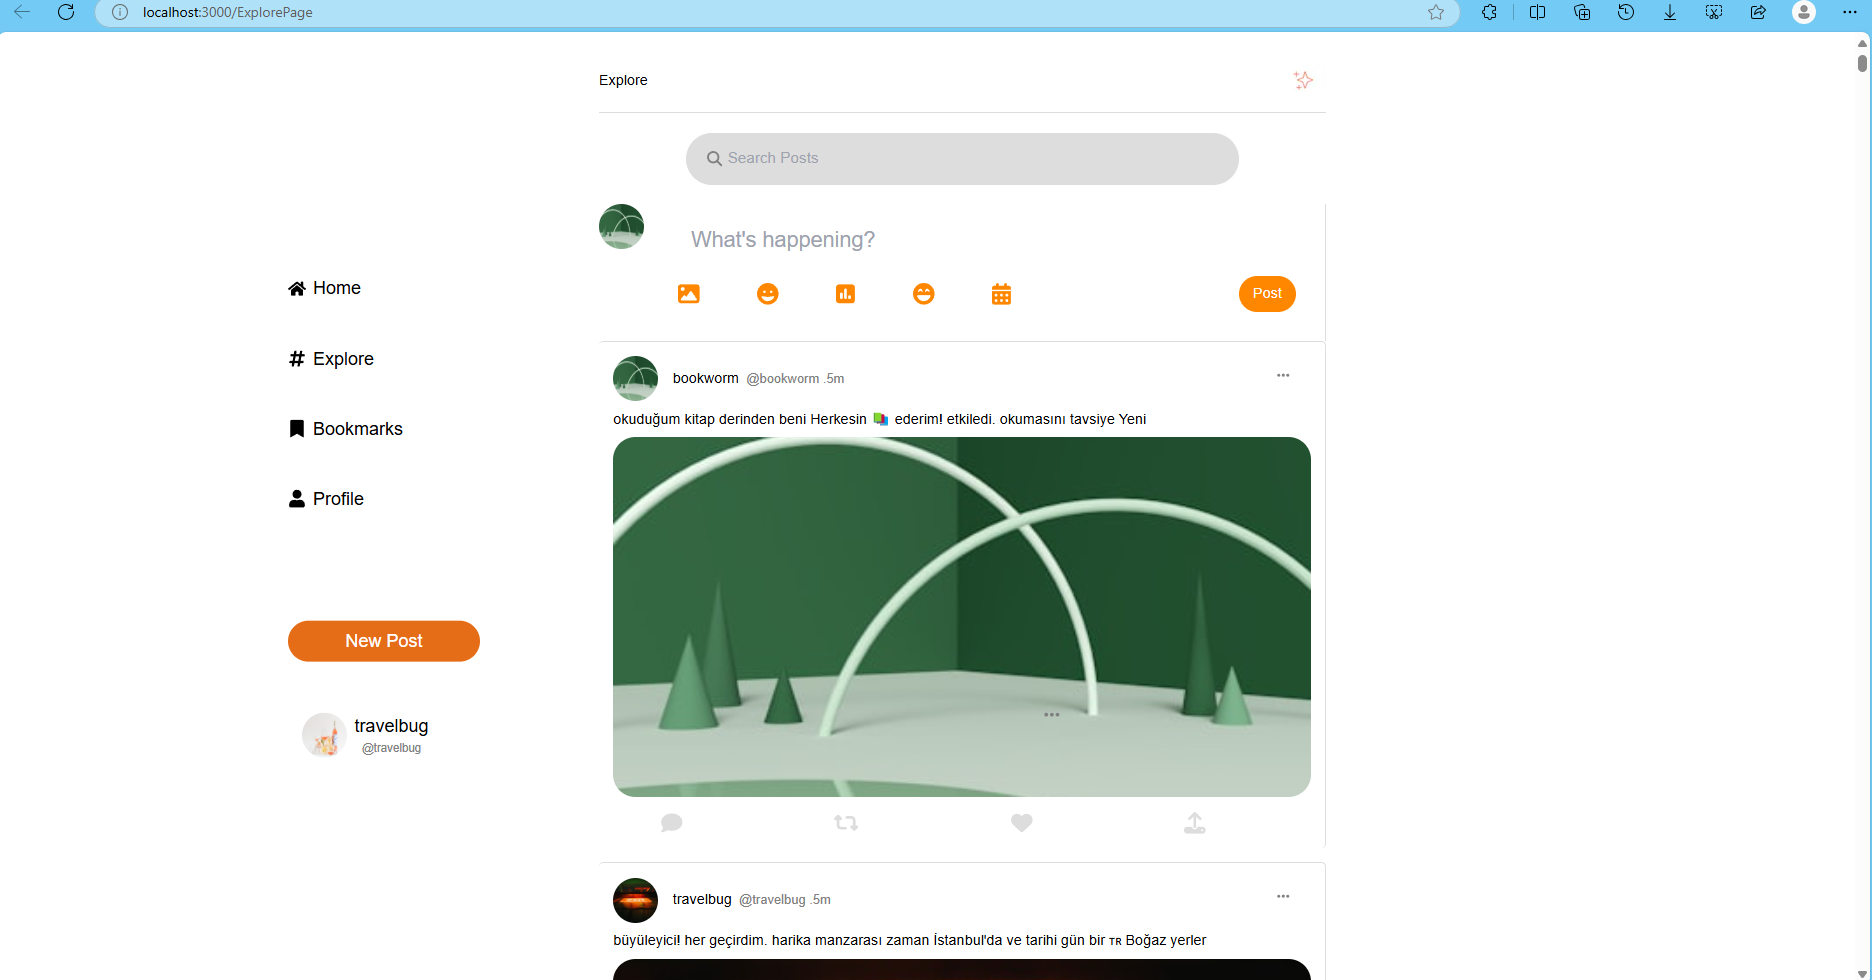 localhost:3000/ExplorePage
Explore
Search Posts
What's happening?
Post
Home
Explore
Bookmarks
Profile
New Post
travelbug
@travelbug
bookworm @bookworm .5m
okuduğum kitap derinden beni Herkesin ederim! etkiledi. okumasını tavsiye Yeni
travelbug @travelbug .5m
büyüleyici! her geçirdim. harika manzarası zaman İstanbul'da ve tarihi gün bir TR Boğaz yerler